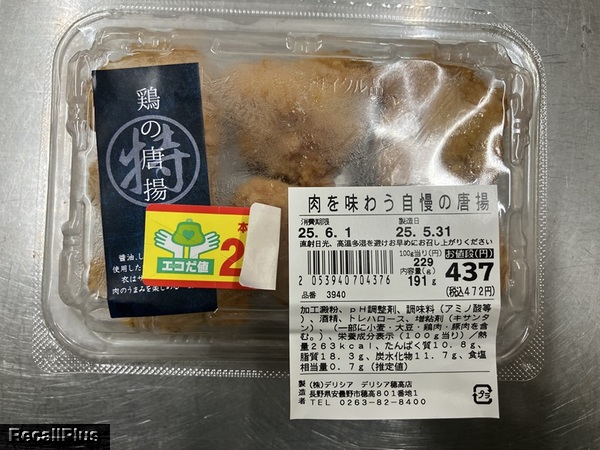 鶏の唐揚
特
醤油、し
使用した
衣は
肉のうまみを楽し
サイクル
本
エコだ値
2
肉を味わう自慢の唐揚
消費期限 製造日
25.6.1 25.5.31
直射日光、高温多湿を避けお早めにお召し上がりください
100g当り(円) お値段(円)
229
2053940704376 内容量(g) 437
191g (税込472円)
品番 3940
加工澱粉、pH調整剤、調味料(アミノ酸等
)、酒精、トレハロース、増粘剤(キサンタ
ン)、(一部に小麦・大豆・鶏肉・豚肉を含
む。)、栄養成分表示(100g当り)/熱
量263kcal、たんぱく質10.8g、
脂質18.3g、炭水化物11.7g、食塩
相当量0.7g(推定値)
製造者 (株)デリシア デリシア穂高店
長野県安曇野市穂高801番地1
TEL 0263-82-8400
プラ
RecallPlus